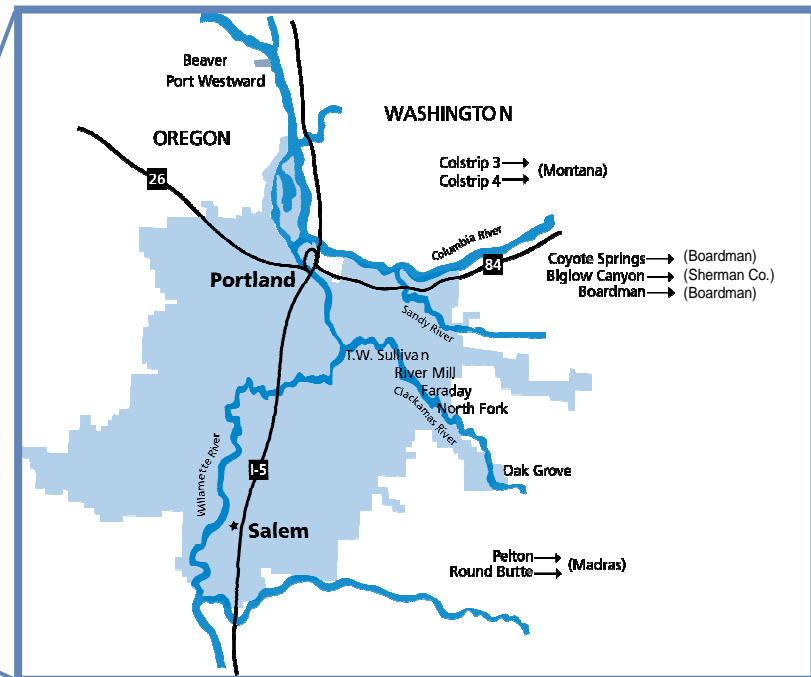 Beaver
Port Westward
WASHINGTON
OREGON
Colstrip 3
Colstrip 4
(Montana)
26
Columbia River
84
Coyote Springs
(Boardman)
Biglow Canyon
(Sherman Co.)
Boardman
(Boardman)
Portland
Sandy River
T.W. Sullivan
River Mill
Faraday
North Fork
Clackamas River
Willamette River
I-5
Oak Grove
Salem
Pelton
Round Butte
(Madras)